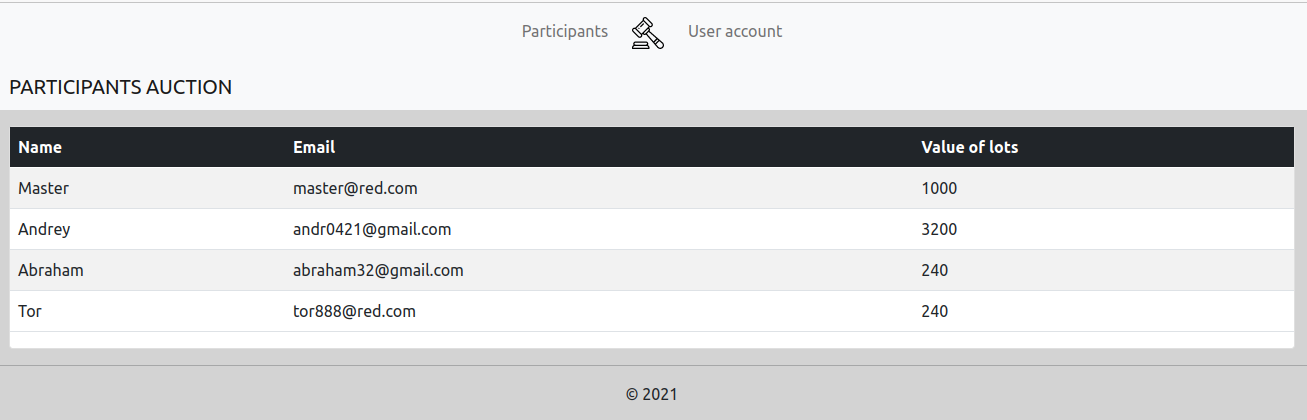 Participants User account
PARTICIPANTS AUCTION
Name Email Value of lots
Master master@red.com 1000
Andrey andr0421@gmail.com 3200
Abraham abraham32@gmail.com 240
Tor tor888@red.com 240
© 2021